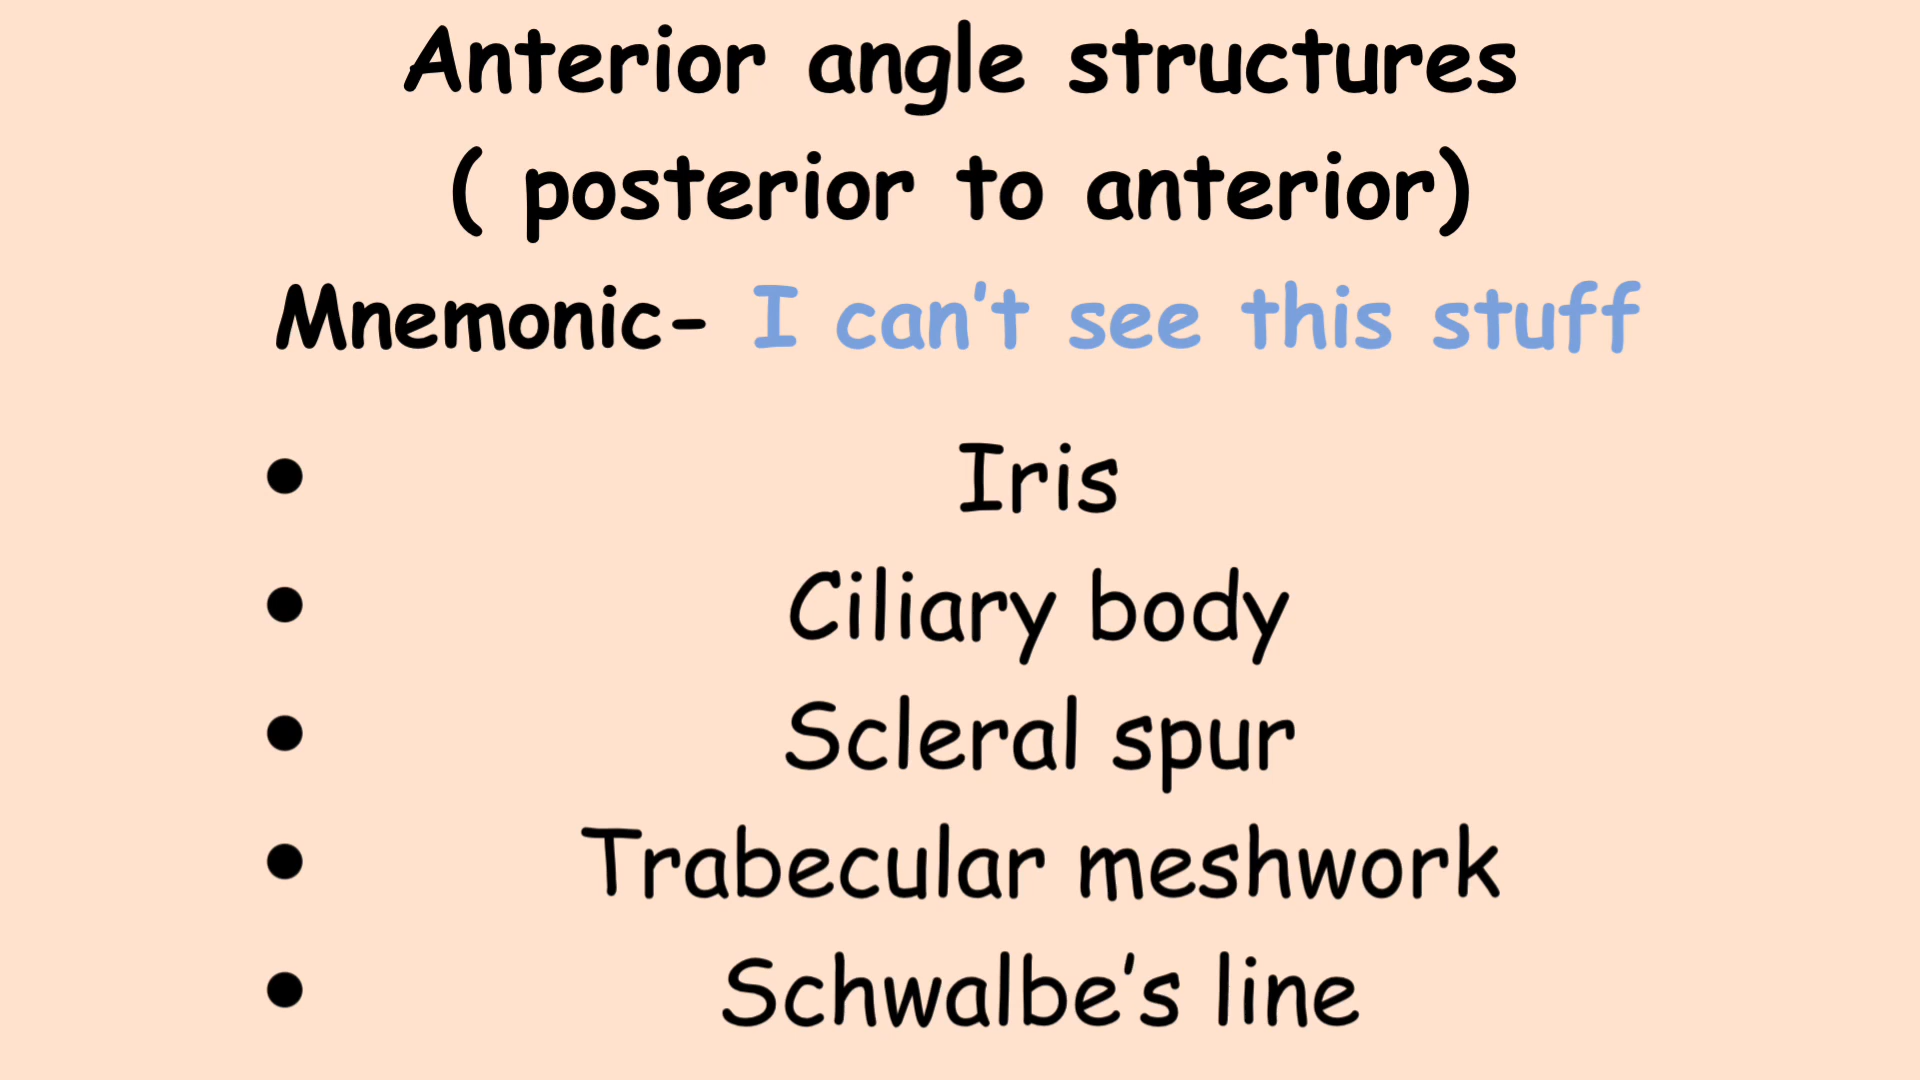 Anterior angle structures
( posterior to anterior)
Mnemonic- I can't see this stuff
• Iris
• Ciliary body
• Scleral spur
• Trabecular meshwork
• Schwalbe's line